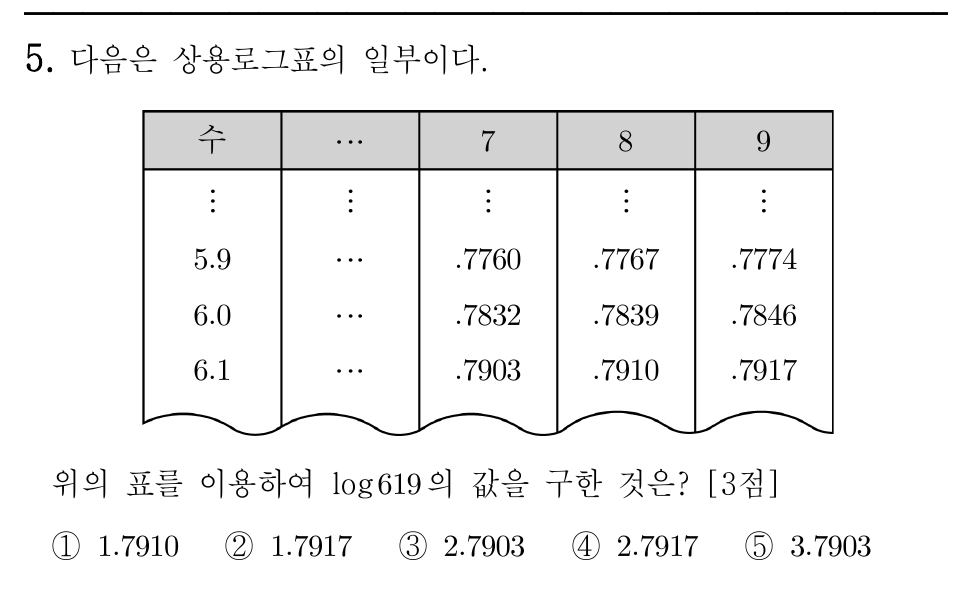 5. 다음은 상용로그표의 일부이다.
수 … 7 8 9
⋮ ⋮ ⋮ ⋮ ⋮
5.9 … .7760 .7767 .7774
6.0 … .7832 .7839 .7846
6.1 … .7903 .7910 .7917
위의 표를 이용하여 log619의 값을 구한 것은? [3점]
① 1.7910 ② 1.7917 ③ 2.7903 ④ 2.7917 ⑤ 3.7903